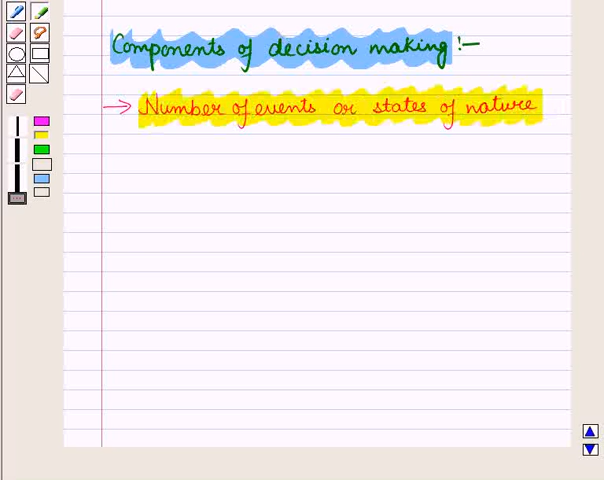 Components of decision making :-
→ Number of events or states of nature